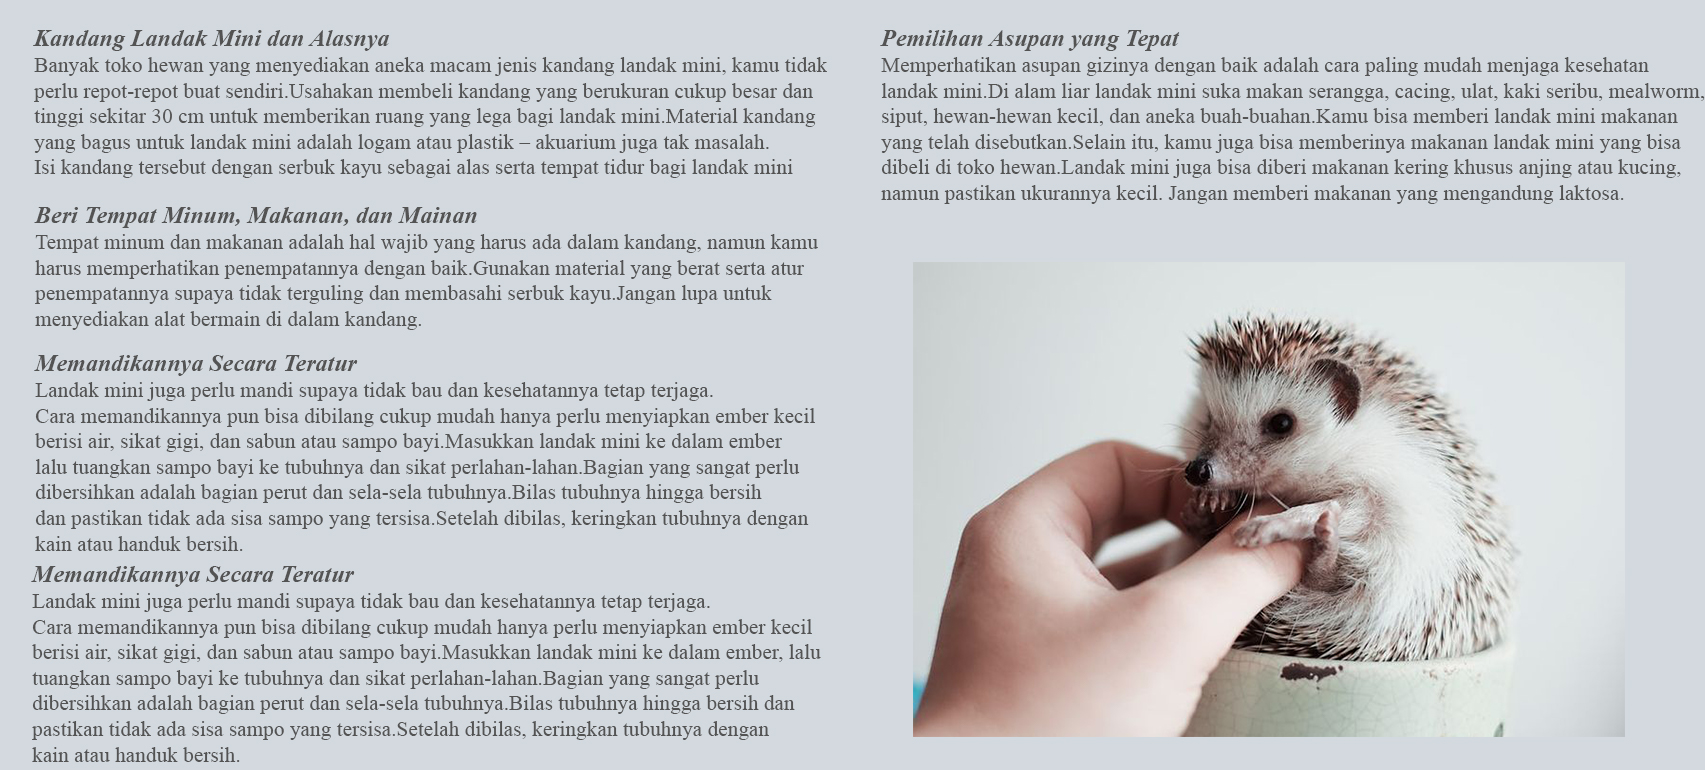 Kandang Landak Mini dan Alasnya
Banyak toko hewan yang menyediakan aneka macam jenis kandang landak mini, kamu tidak
perlu repot-repot buat sendiri.Usahakan membeli kandang yang berukuran cukup besar dan
tinggi sekitar 30 cm untuk memberikan ruang yang lega bagi landak mini.Material kandang
yang bagus untuk landak mini adalah logam atau plastik – akuarium juga tak masalah.
Isi kandang tersebut dengan serbuk kayu sebagai alas serta tempat tidur bagi landak mini
Beri Tempat Minum, Makanan, dan Mainan
Tempat minum dan makanan adalah hal wajib yang harus ada dalam kandang, namun kamu
harus memperhatikan penempatannya dengan baik.Gunakan material yang berat serta atur
penempatannya supaya tidak terguling dan membasahi serbuk kayu.Jangan lupa untuk
menyediakan alat bermain di dalam kandang.
Memandikannya Secara Teratur
Landak mini juga perlu mandi supaya tidak bau dan kesehatannya tetap terjaga.
Cara memandikannya pun bisa dibilang cukup mudah hanya perlu menyiapkan ember kecil
berisi air, sikat gigi, dan sabun atau sampo bayi.Masukkan landak mini ke dalam ember
lalu tuangkan sampo bayi ke tubuhnya dan sikat perlahan-lahan.Bagian yang sangat perlu
dibersihkan adalah bagian perut dan sela-sela tubuhnya.Bilas tubuhnya hingga bersih
dan pastikan tidak ada sisa sampo yang tersisa.Setelah dibilas, keringkan tubuhnya dengan
kain atau handuk bersih.
Memandikannya Secara Teratur
Landak mini juga perlu mandi supaya tidak bau dan kesehatannya tetap terjaga.
Cara memandikannya pun bisa dibilang cukup mudah hanya perlu menyiapkan ember kecil
berisi air, sikat gigi, dan sabun atau sampo bayi.Masukkan landak mini ke dalam ember, lalu
tuangkan sampo bayi ke tubuhnya dan sikat perlahan-lahan.Bagian yang sangat perlu
dibersihkan adalah bagian perut dan sela-sela tubuhnya.Bilas tubuhnya hingga bersih dan
pastikan tidak ada sisa sampo yang tersisa.Setelah dibilas, keringkan tubuhnya dengan
kain atau handuk bersih.
Pemilihan Asupan yang Tepat
Memperhatikan asupan gizinya dengan baik adalah cara paling mudah menjaga kesehatan
landak mini.Di alam liar landak mini suka makan serangga, cacing, ulat, kaki seribu, mealworm,
siput, hewan-hewan kecil, dan aneka buah-buahan.Kamu bisa memberi landak mini makanan
yang telah disebutkan.Selain itu, kamu juga bisa memberinya makanan landak mini yang bisa
dibeli di toko hewan.Landak mini juga bisa diberi makanan kering khusus anjing atau kucing,
namun pastikan ukurannya kecil. Jangan memberi makanan yang mengandung laktosa.